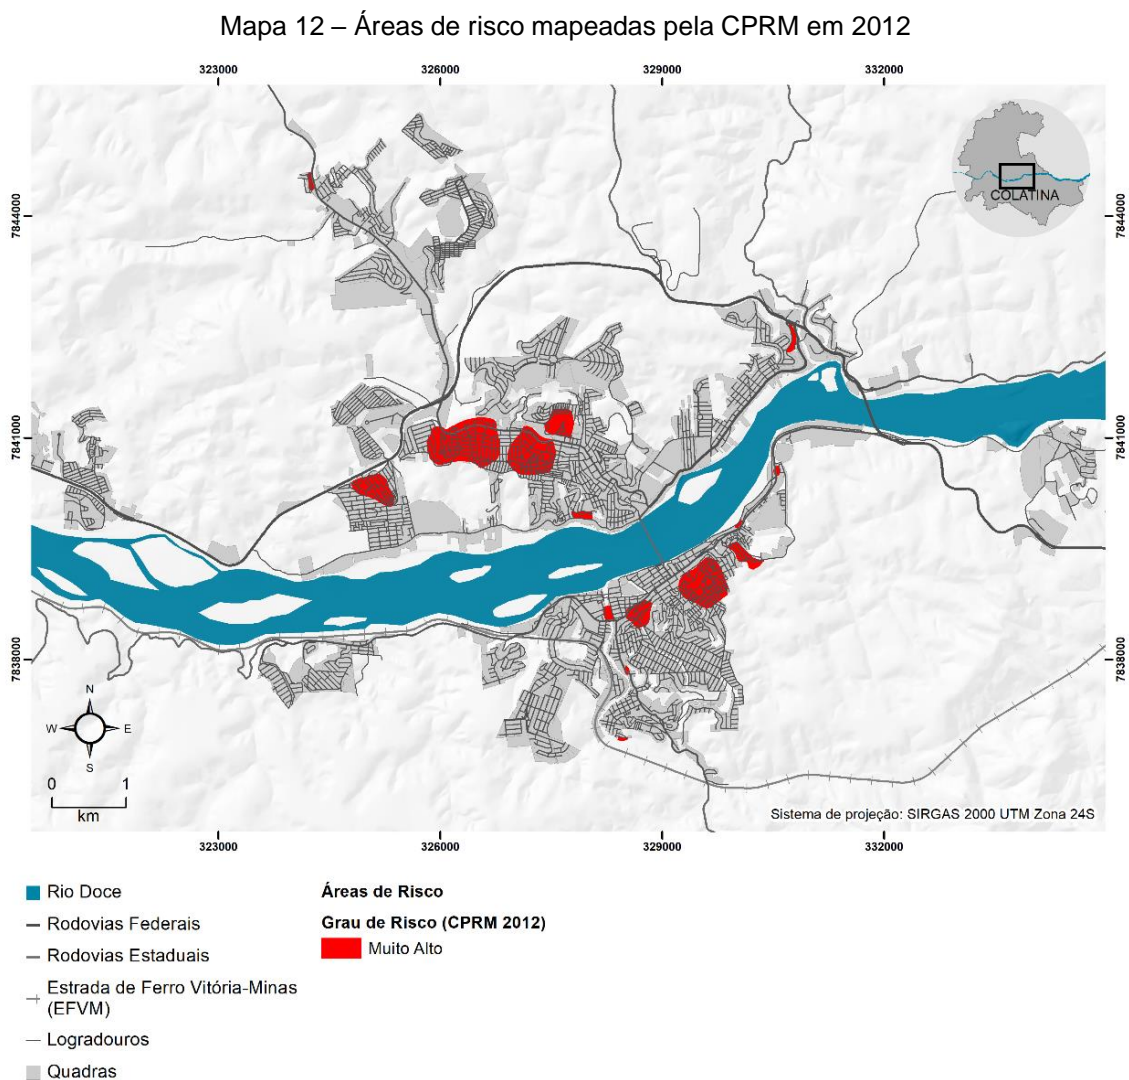 Mapa 12 – Áreas de risco mapeadas pela CPRM em 2012
323000 326000 329000 332000
7844000 7844000
COLATINA
7841000 7841000
7838000 7838000
N
W E
S
0 1
km
Sistema de projeção: SIRGAS 2000 UTM Zona 24S
323000 326000 329000 332000
Rio Doce
Rodovias Federais
Rodovias Estaduais
Estrada de Ferro Vitória-Minas
(EFVM)
Logradouros
Quadras
Áreas de Risco
Grau de Risco (CPRM 2012)
Muito Alto